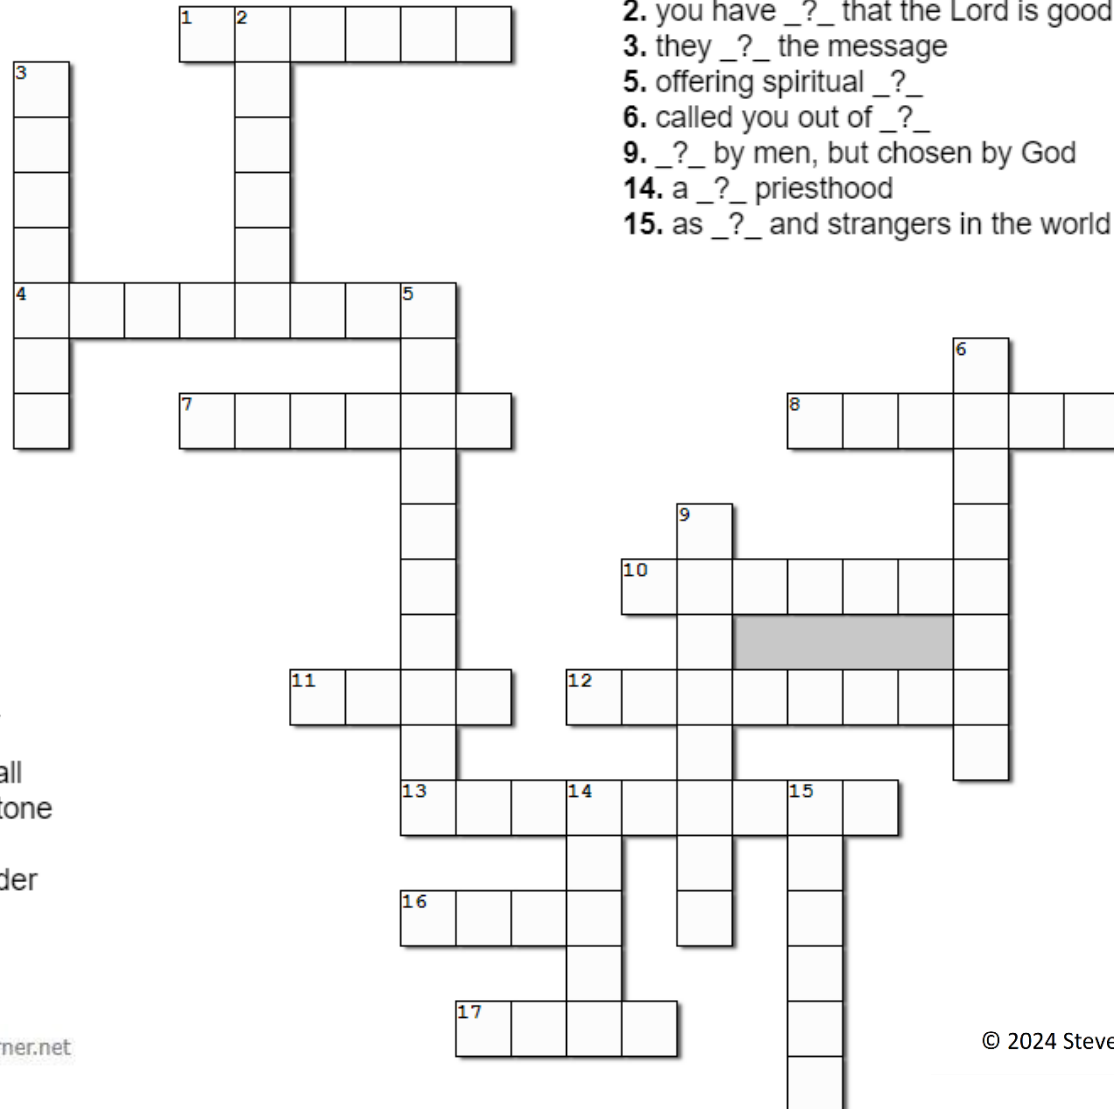 2. you have _?_ that the Lord is good
3. they _?_ the message
5. offering spiritual _?_
6. called you out of _?_
9. _?_ by men, but chosen by God
14. a _?_ priesthood
15. as _?_ and strangers in the world
1 2
3
4 5
6
7 8
9
10
11 12
13 14 15
16
17
all
tone
der
ner.net
© 2024 Steve